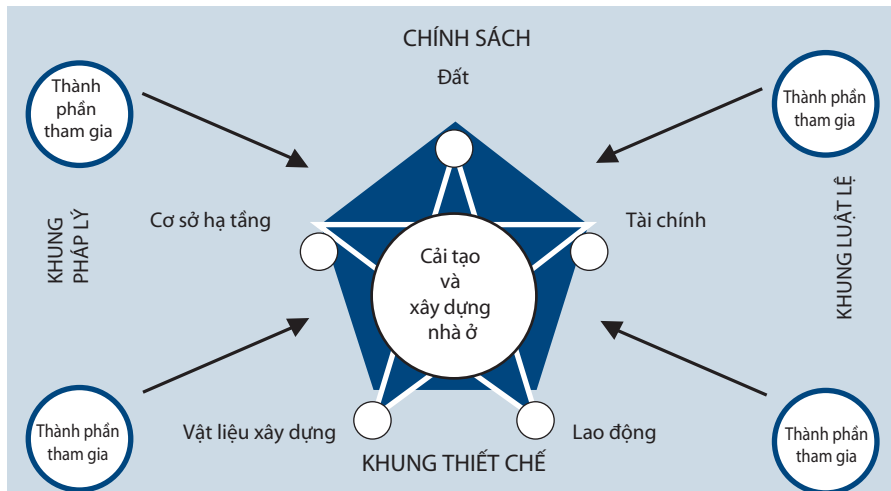 CHÍNH SÁCH
Đất
Thành
phần
tham gia
Thành phần
tham gia
KHUNG
PHÁP LÝ
Cơ sở hạ tầng
Tài chính
KHUNG LUẬT LỆ
Cải tạo
và
xây dựng
nhà ở
Thành phần
tham gia
Vật liệu xây dựng
Lao động
Thành phần
tham gia
KHUNG THIẾT CHẾ